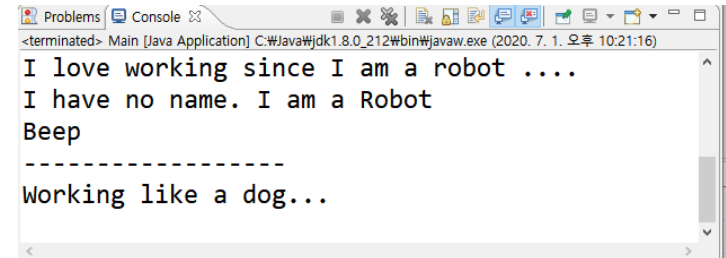 Problems Console
<terminated> Main [Java Application] C:₩Java₩jdk1.8.0_212₩bin₩javaw.exe (2020. 7. 1. 오후 10:21:16)
I love working since I am a robot ....
I have no name. I am a Robot
Beep
------------------
Working like a dog...